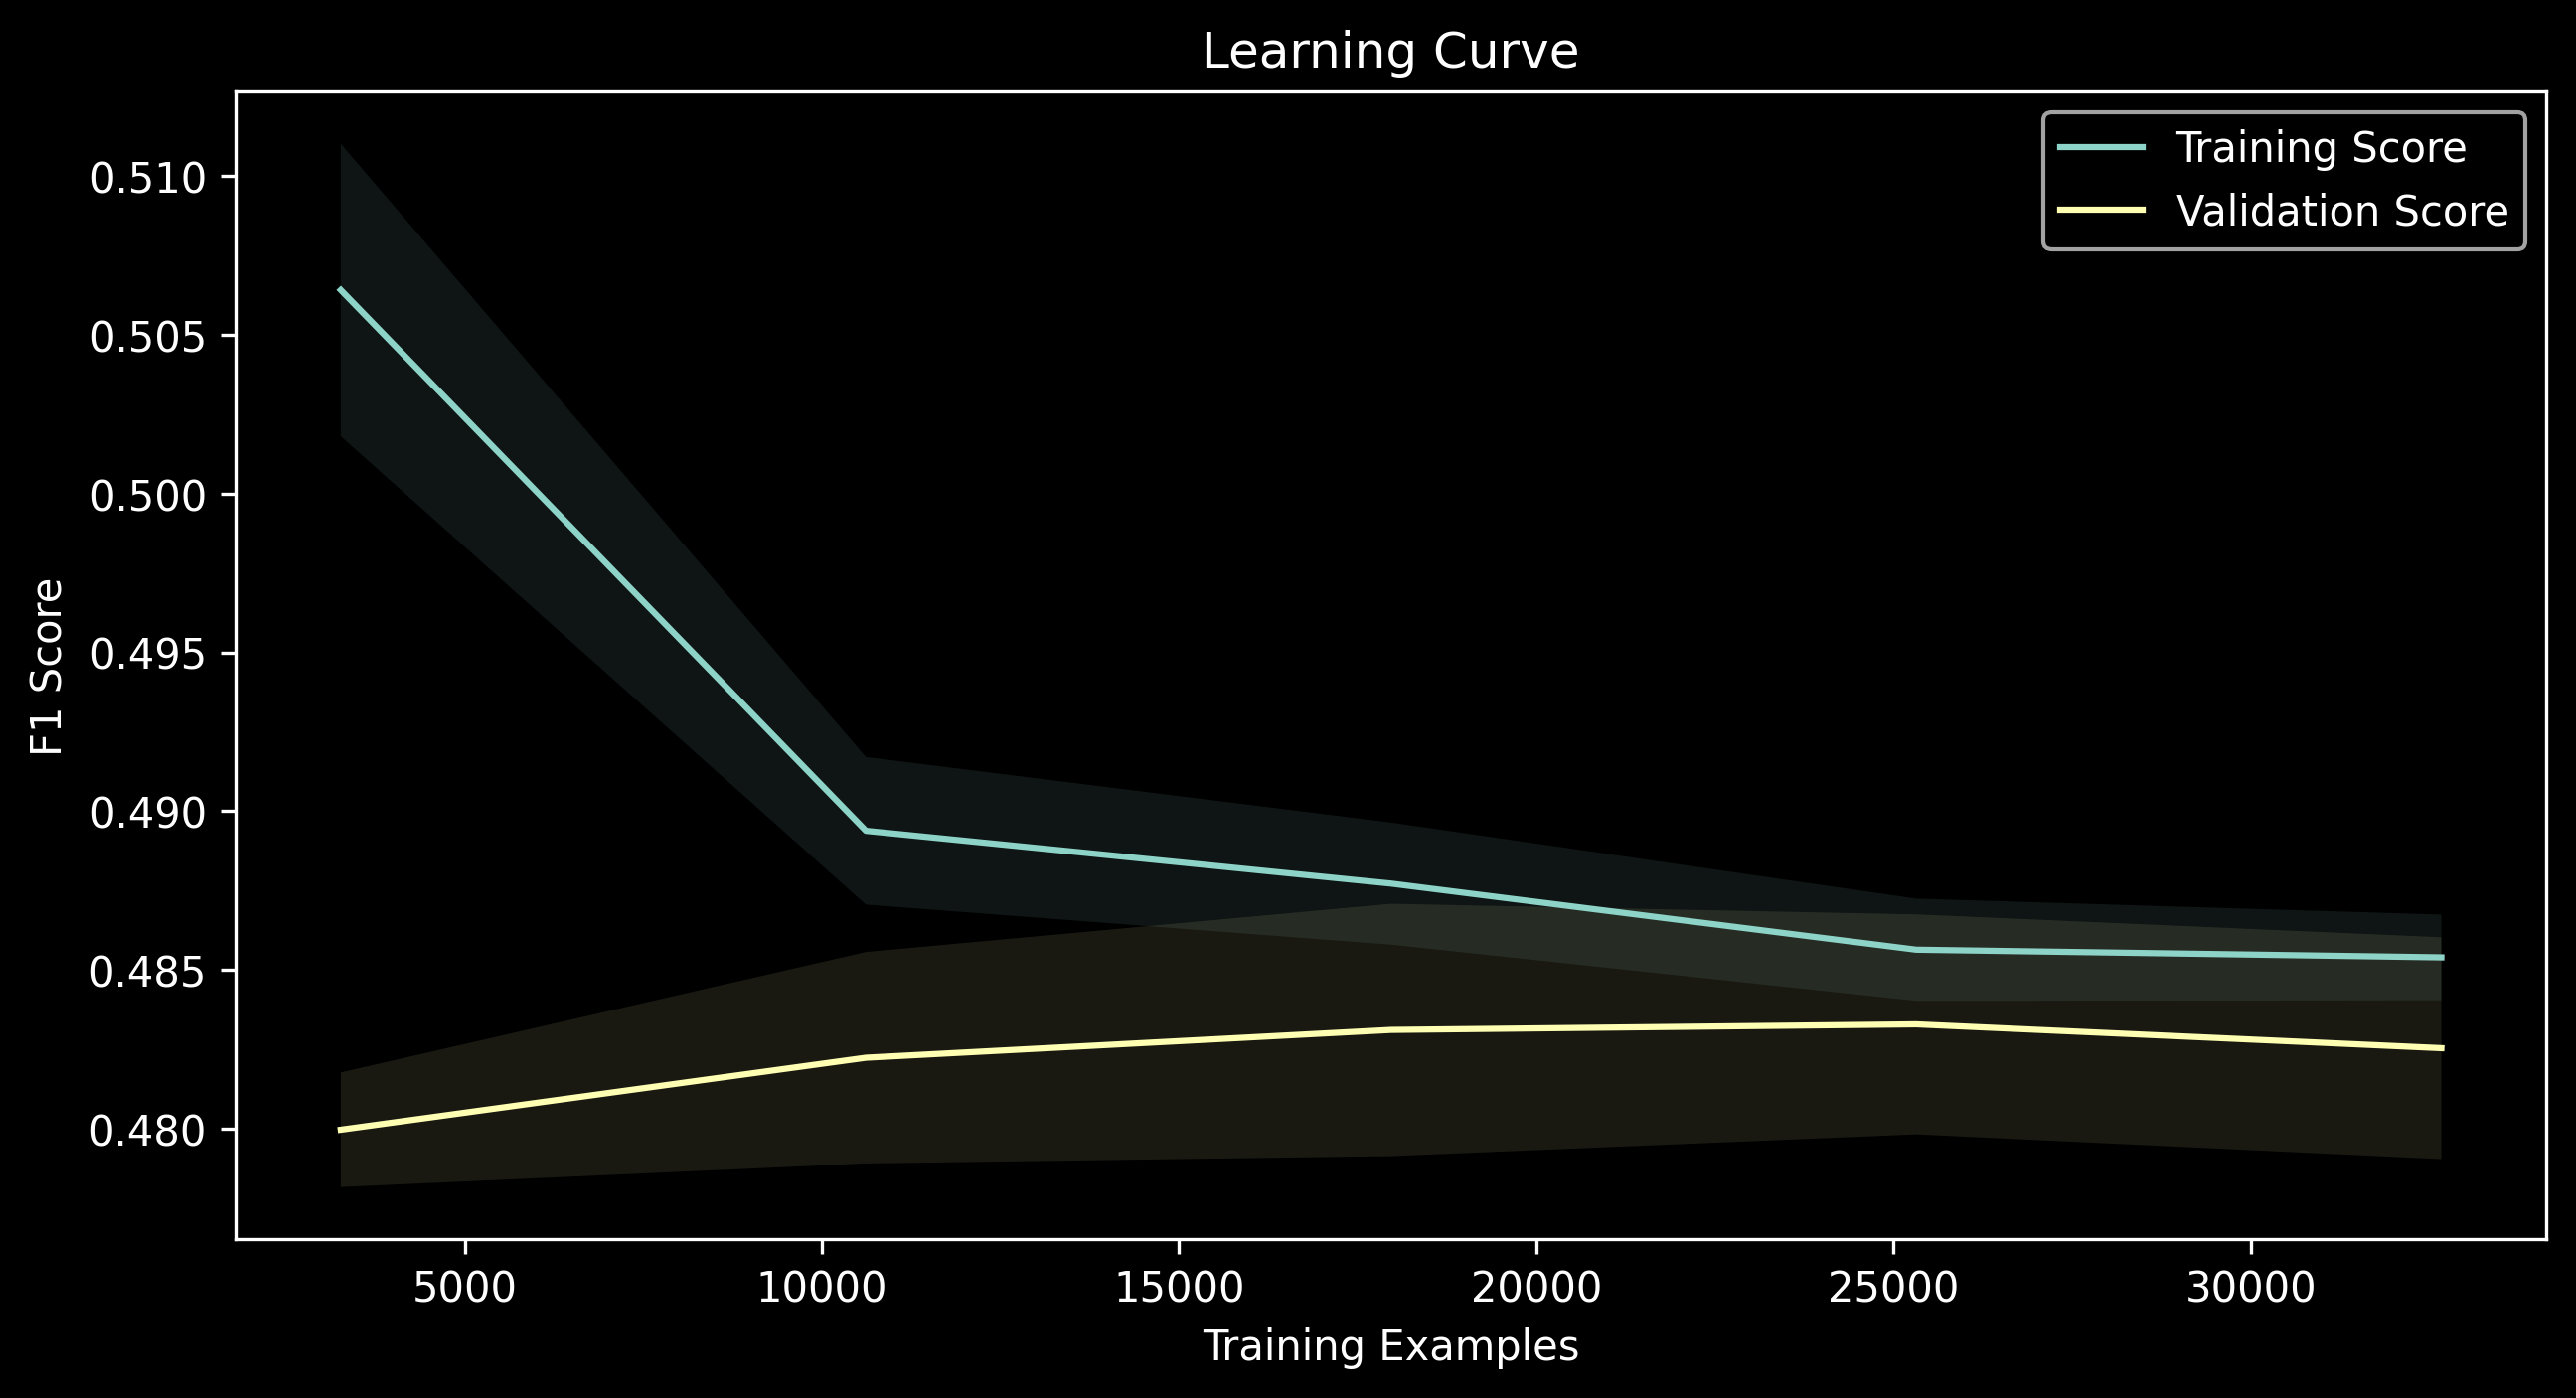 Learning Curve
Training Score
Validation Score
0.510
0.505
0.500
0.495
0.490
0.485
0.480
F1 Score
5000 10000 15000 20000 25000 30000
Training Examples